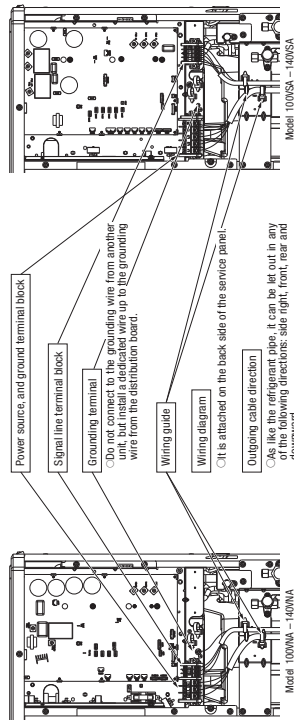 Power source, and ground terminal block
Signal line terminal block
Grounding terminal
○Do not connect to the grounding wire from another
unit, but install a dedicated wire up to the grounding
wire from the distribution board.
Wiring guide
Wiring diagram
○It is attached on the back side of the service panel.
Outgoing cable direction
○As like the refrigerant pipe, it can be let out in any
of the following directions: side right, front, rear and
Model 100VNA – 140VNA
Model 100VSA – 140VSA